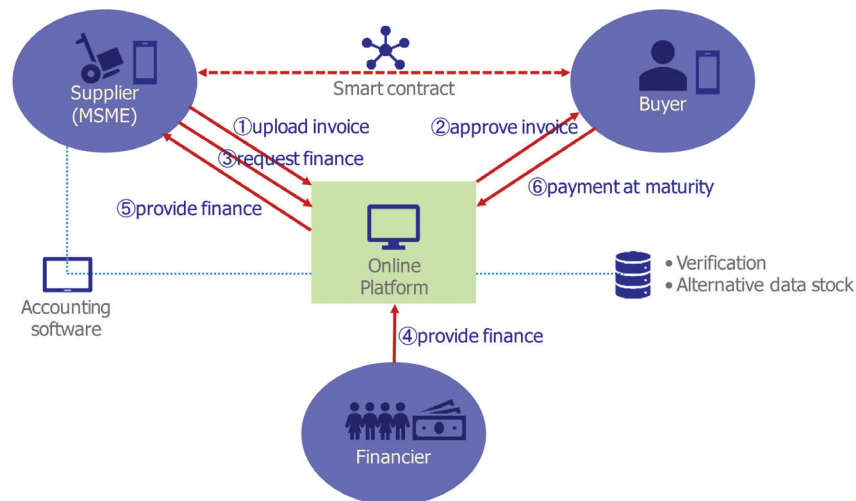 Supplier
(MSME)
Smart contract
Buyer
①upload invoice
②approve invoice
③request finance
⑤provide finance
⑥payment at maturity
Online
Platform
• Verification
• Alternative data stock
Accounting
software
④provide finance
Financier